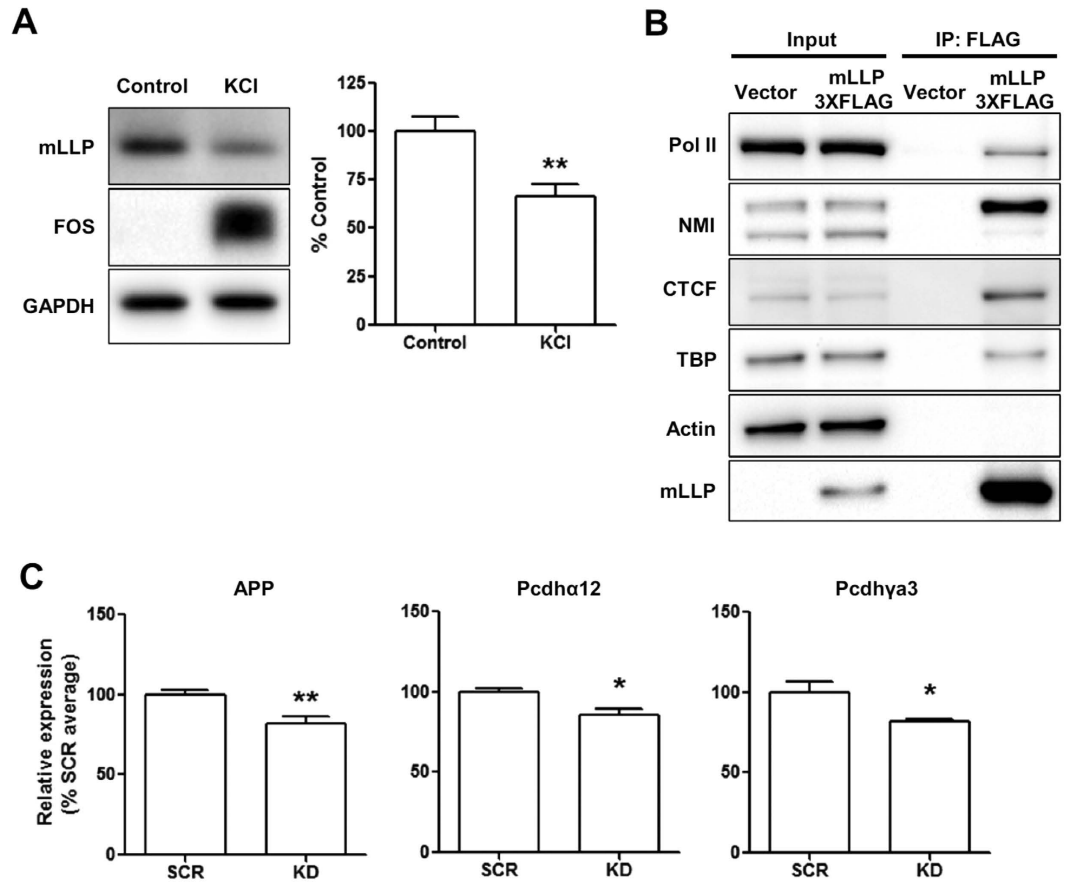 A
Control KCl
mLLP
FOS
GAPDH
% Control
125
100
75
50
25
0
**
Control KCl
B
Input IP: FLAG
Vector mLLP 3XFLAG Vector mLLP 3XFLAG
Pol II
NMI
CTCF
TBP
Actin
mLLP
C
Relative expression
(% SCR average)
APP
150
100
50
0
**
SCR KD
Pcdhα12
150
100
50
0
*
SCR KD
Pcdhγa3
150
100
50
0
*
SCR KD